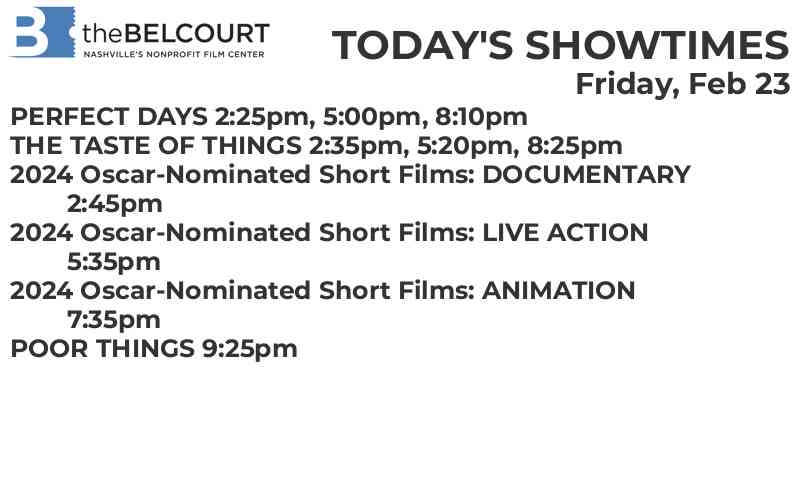 B theBELCOURT
NASHVILLE'S NONPROFIT FILM CENTER
TODAY'S SHOWTIMES
Friday, Feb 23
PERFECT DAYS 2:25pm, 5:00pm, 8:10pm
THE TASTE OF THINGS 2:35pm, 5:20pm, 8:25pm
2024 Oscar-Nominated Short Films: DOCUMENTARY
2:45pm
2024 Oscar-Nominated Short Films: LIVE ACTION
5:35pm
2024 Oscar-Nominated Short Films: ANIMATION
7:35pm
POOR THINGS 9:25pm